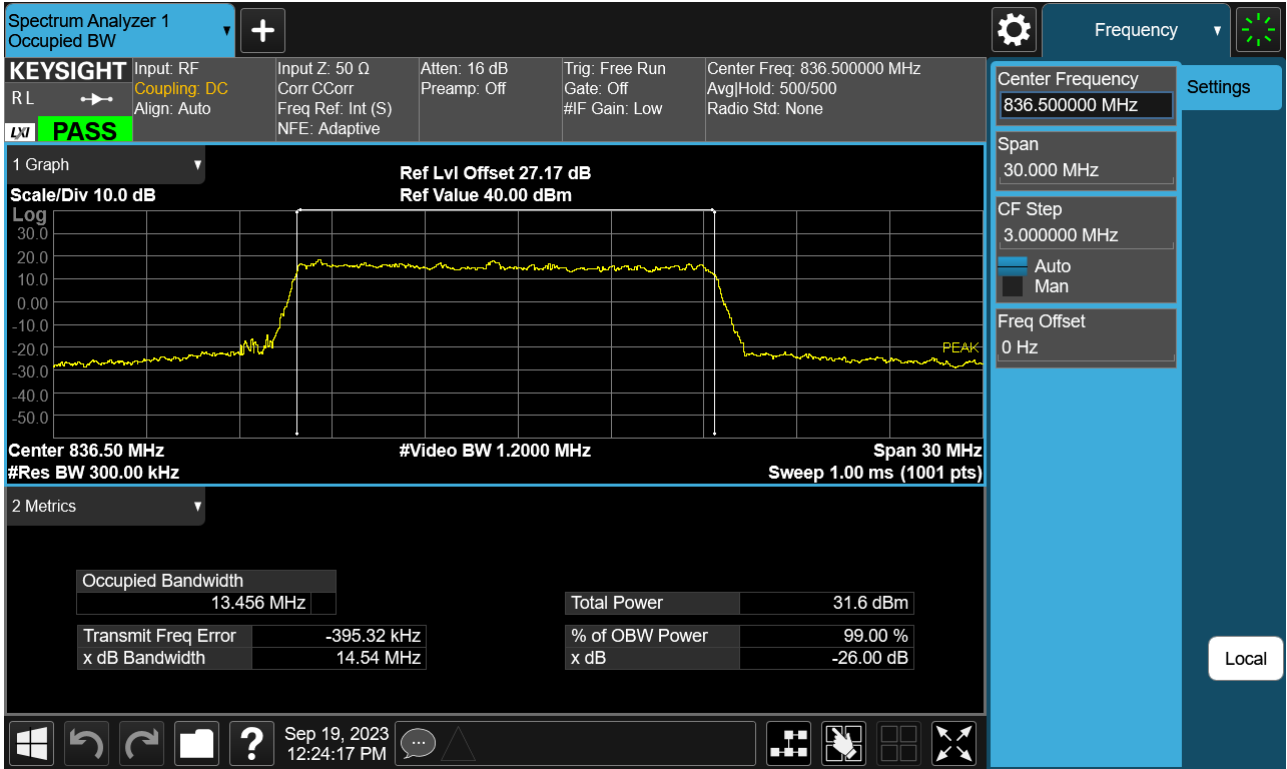 Spectrum Analyzer 1
Occupied BW
Frequency
KEYSIGHT
R L
LXI PASS
Input: RF
Coupling: DC
Align: Auto
Input Z: 50 Ω
Corr CCorr
Freq Ref: Int (S)
NFE: Adaptive
Atten: 16 dB
Preamp: Off
Trig: Free Run
Gate: Off
#IF Gain: Low
Center Freq: 836.500000 MHz
Avg|Hold: 500/500
Radio Std: None
Center Frequency
836.500000 MHz
Settings
Span
30.000 MHz
CF Step
3.000000 MHz
Auto
Man
Freq Offset
0 Hz
Local
1 Graph
Scale/Div 10.0 dB
Ref Lvl Offset 27.17 dB
Ref Value 40.00 dBm
Log
30.0
20.0
10.0
0.00
-10.0
-20.0
-30.0
-40.0
-50.0
PEAK
Center 836.50 MHz
#Video BW 1.2000 MHz
Span 30 MHz
#Res BW 300.00 kHz
Sweep 1.00 ms (1001 pts)
2 Metrics
Occupied Bandwidth
13.456 MHz
Total Power 31.6 dBm
Transmit Freq Error -395.32 kHz
% of OBW Power 99.00 %
x dB Bandwidth 14.54 MHz
x dB -26.00 dB
?
Sep 19, 2023
12:24:17 PM